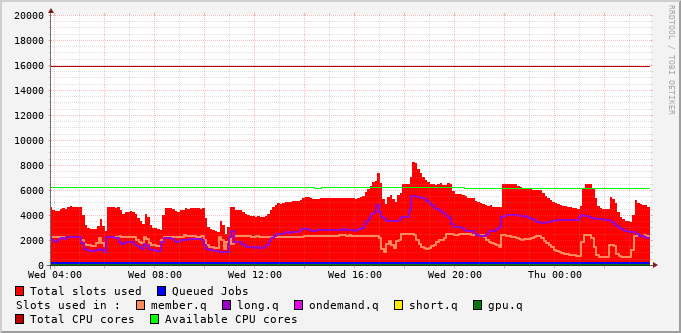 20000
18000
16000
14000
12000
10000
8000
6000
4000
2000
0
Wed 04:00 Wed 08:00 Wed 12:00 Wed 16:00 Wed 20:00 Thu 00:00
Total slots used Queued Jobs
Slots used in : member.q long.q ondemand.q short.q gpu.q
Total CPU cores Available CPU cores
RRDTOOL / TOBI OETIKER